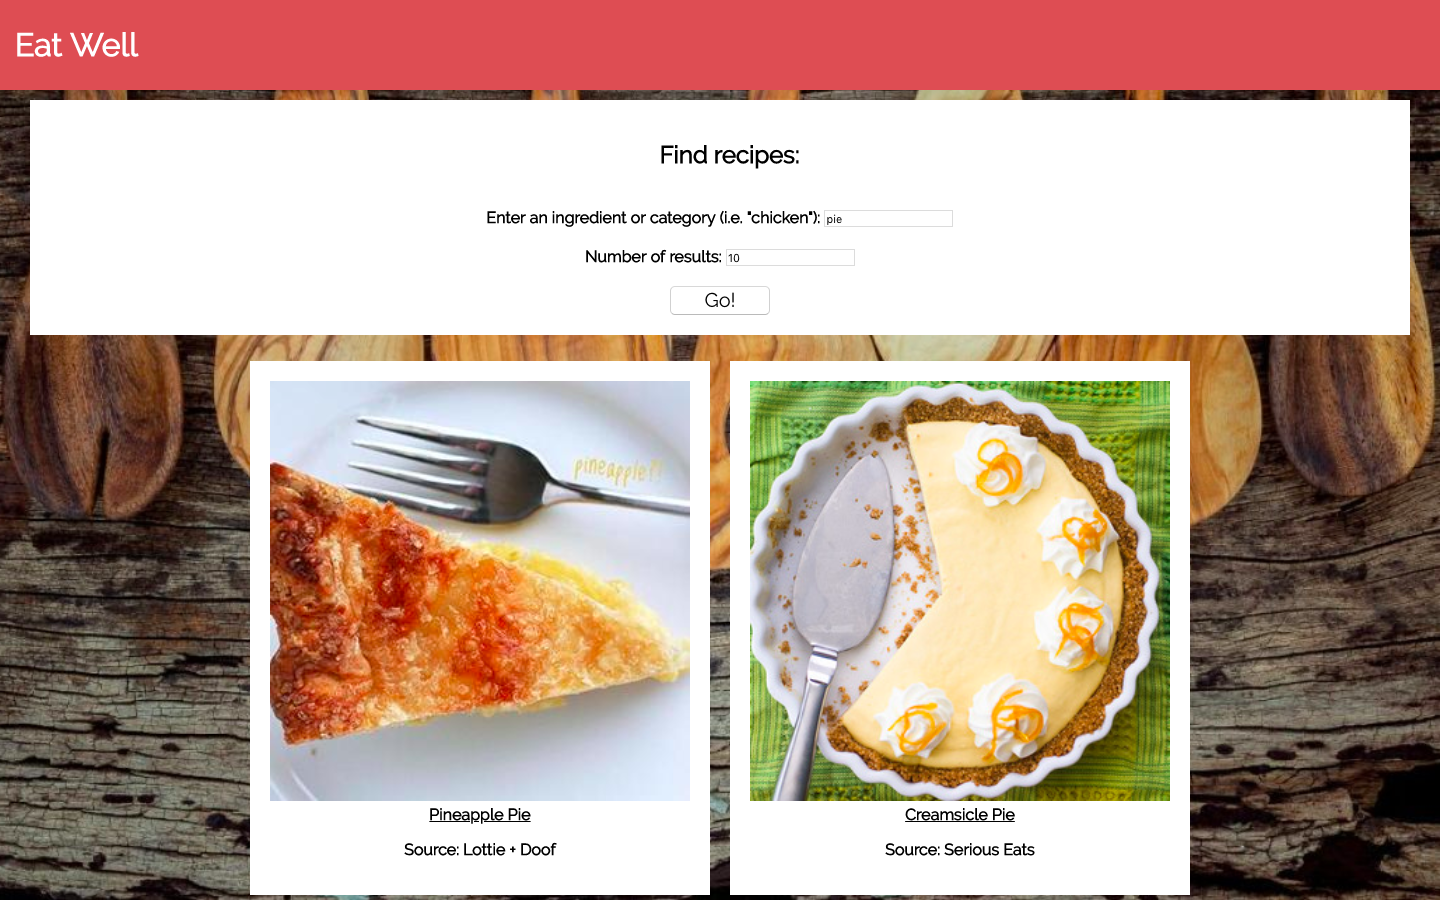 Eat Well
Find recipes:
Enter an ingredient or category (i.e. "chicken"): pie
Number of results: 10
Go!
pineapple!?
Pineapple Pie
Source: Lottie + Doof
Creamsicle Pie
Source: Serious Eats